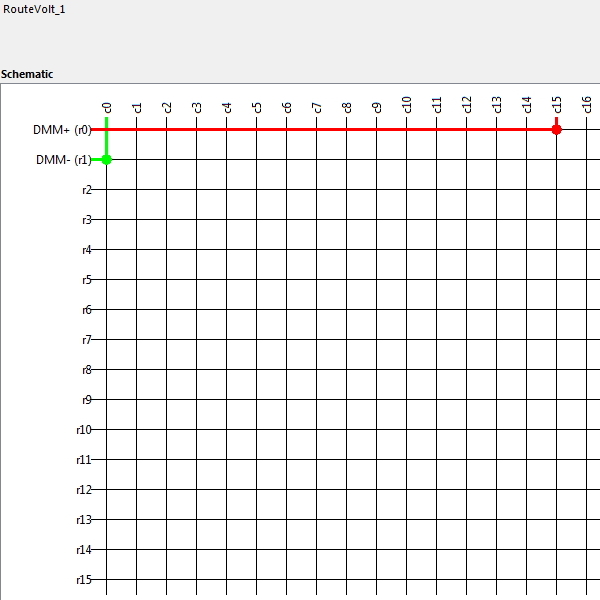 RouteVolt_1
Schematic
c0 c1 c2 c3 c4 c5 c6 c7 c8 c9 c10 c11 c12 c13 c14 c15 c16
DMM+ (r0)
DMM- (r1)
r2
r3
r4
r5
r6
r7
r8
r9
r10
r11
r12
r13
r14
r15